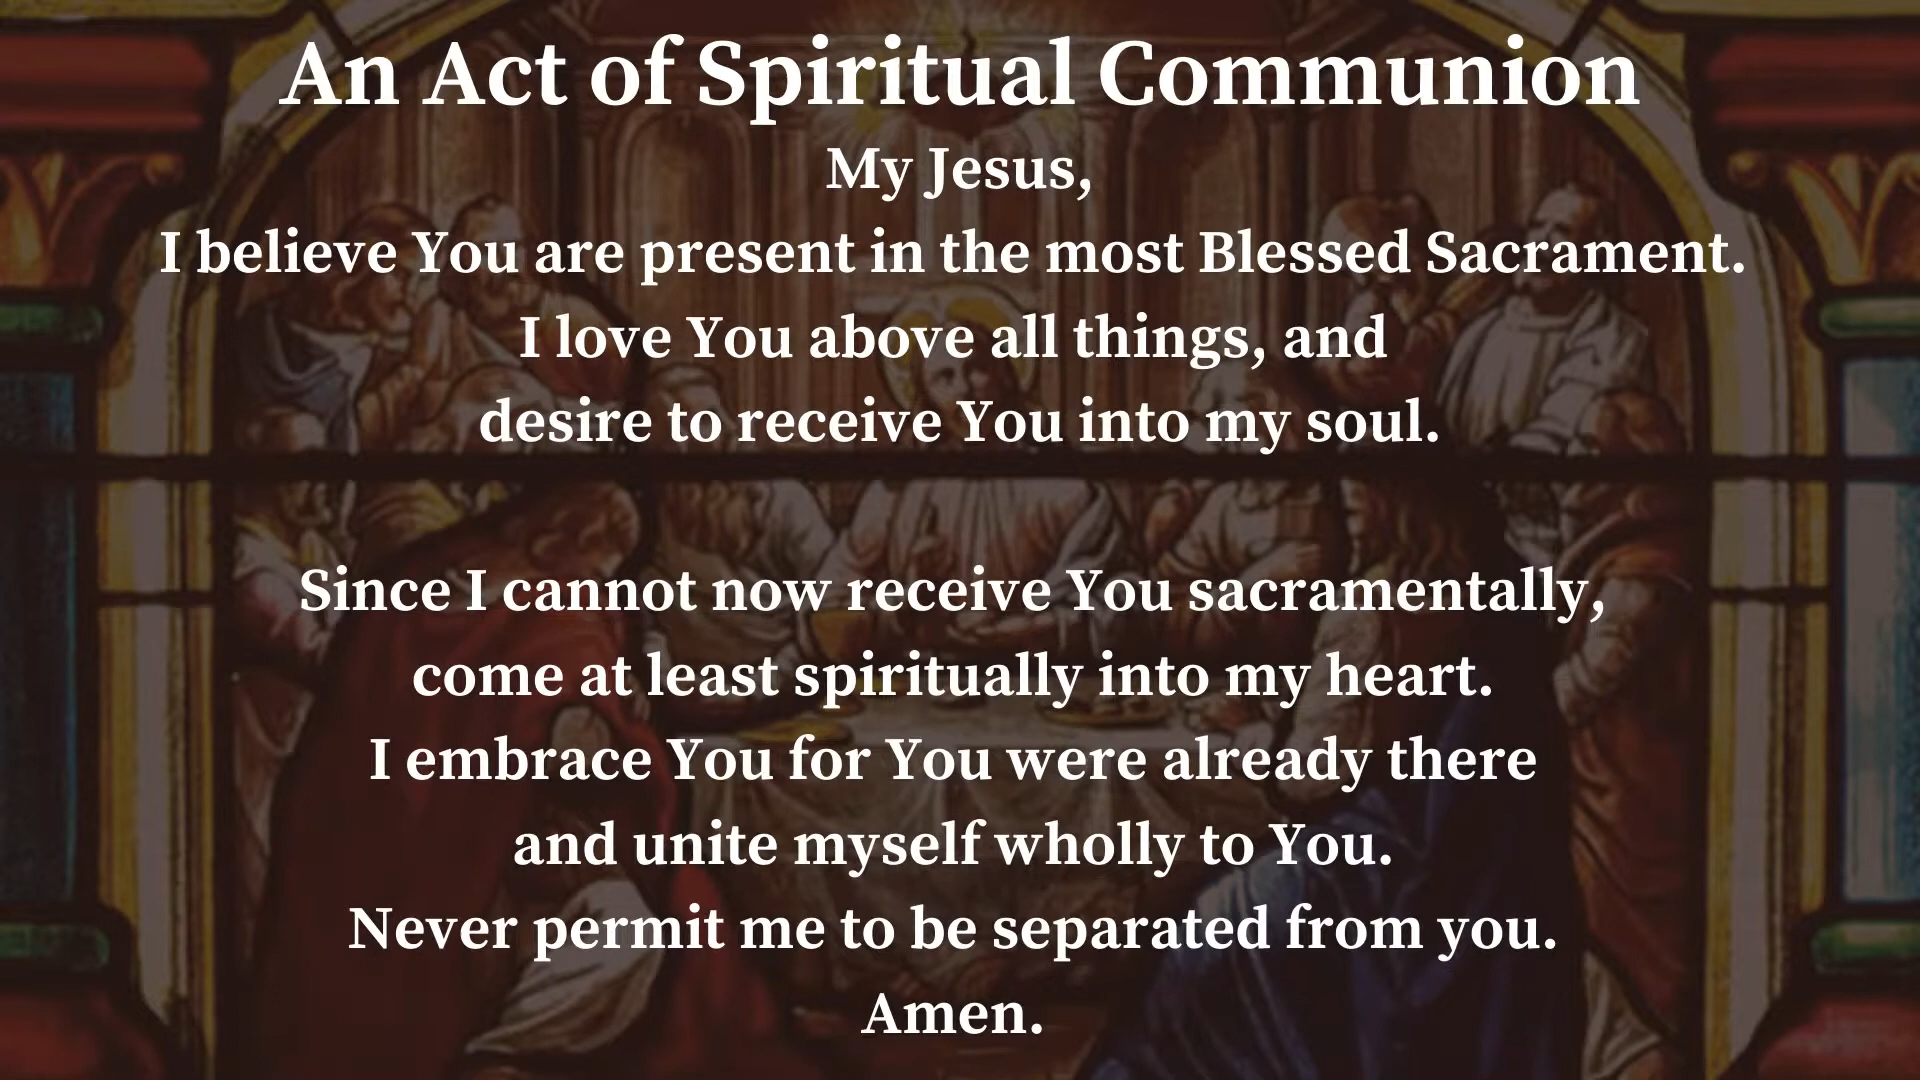 An Act of Spiritual Communion
My Jesus,
I believe You are present in the most Blessed Sacrament.
I love You above all things, and
desire to receive You into my soul.
Since I cannot now receive You sacramentally,
come at least spiritually into my heart.
I embrace You for You were already there
and unite myself wholly to You.
Never permit me to be separated from you.
Amen.